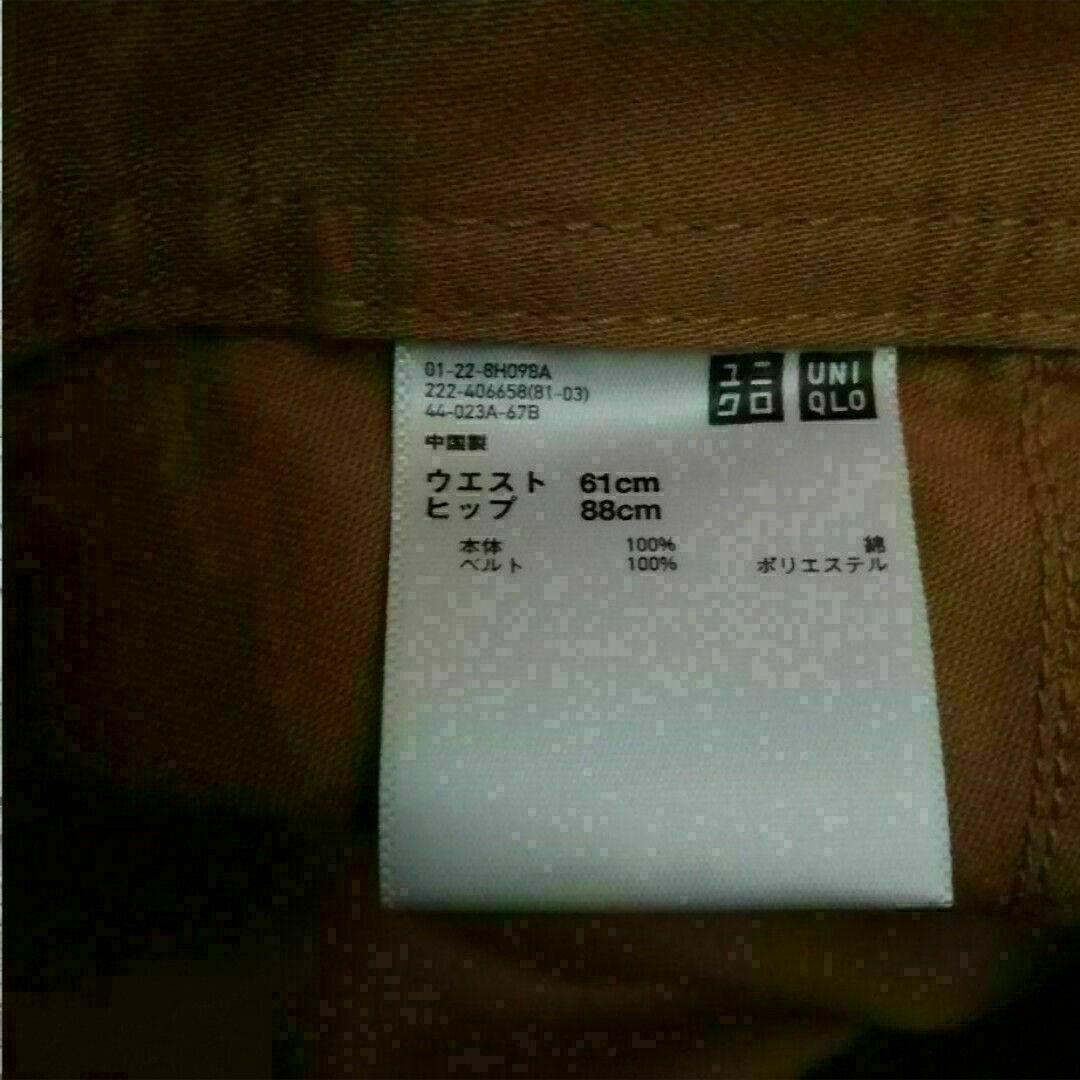 01-22-8H098A
222-406658(81-03)
44-023A-67B
ユニ
クロ
UNI
QLO
中国製
ウエスト 61cm
ヒップ 88cm
本体 100% 綿
ベルト 100% ポリエステル